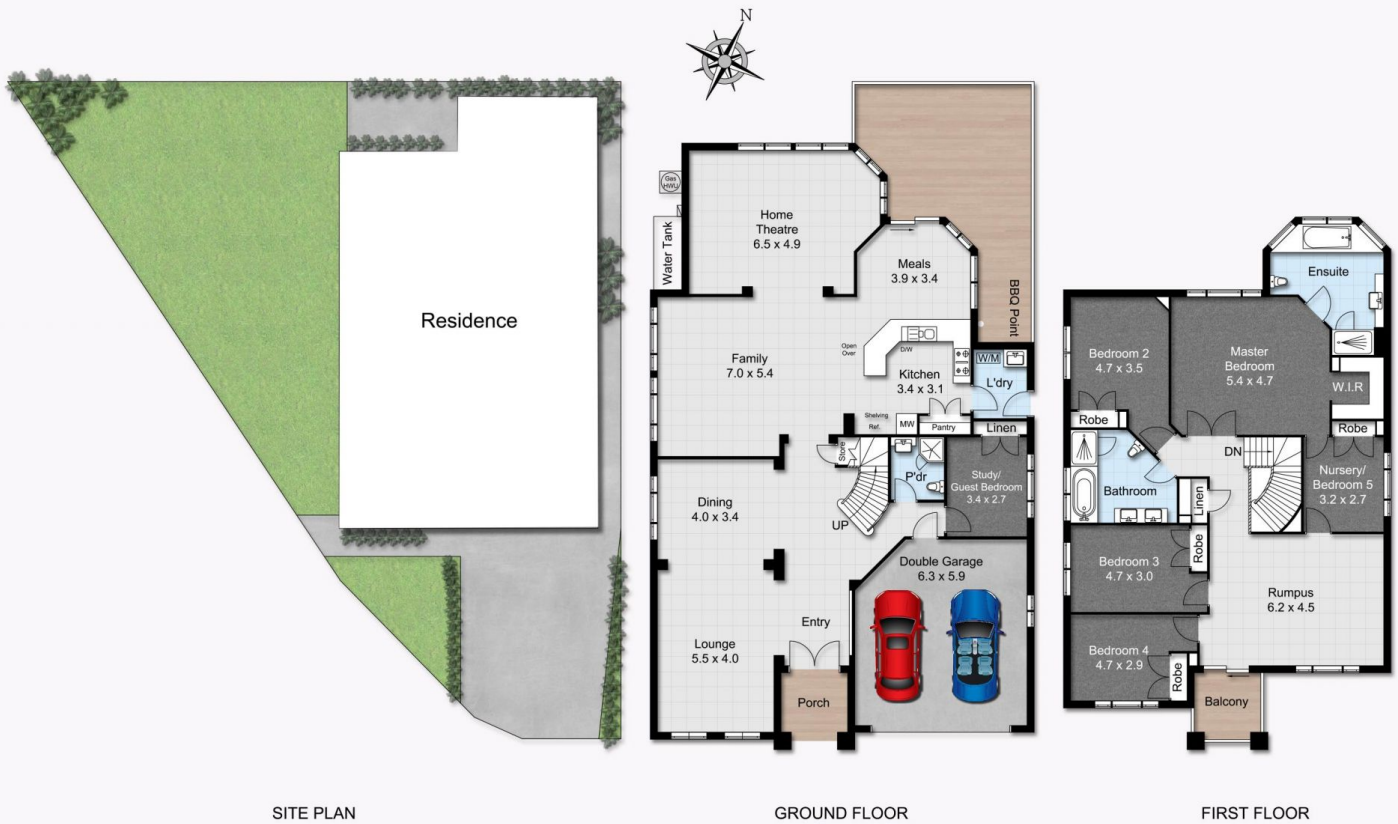 N
Residence
SITE PLAN
Gas
HWU
Water Tank
Home
Theatre
6.5 x 4.9
Meals
3.9 x 3.4
BBQ Point
Open
Over
D/W
Family
7.0 x 5.4
Kitchen
3.4 x 3.1
W/M
L'dry
Shelving
Ref.
MW
Pantry
Linen
Store
P'dr
Study/
Guest Bedroom
3.4 x 2.7
Dining
4.0 x 3.4
UP
Double Garage
6.3 x 5.9
Entry
Lounge
5.5 x 4.0
Porch
GROUND FLOOR
Ensuite
Bedroom 2
4.7 x 3.5
Master
Bedroom
5.4 x 4.7
W.I.R
Robe
Robe
DN
Nursery/
Bedroom 5
3.2 x 2.7
Bathroom
Linen
Bedroom 3
4.7 x 3.0
Robe
Rumpus
6.2 x 4.5
Bedroom 4
4.7 x 2.9
Robe
Balcony
FIRST FLOOR